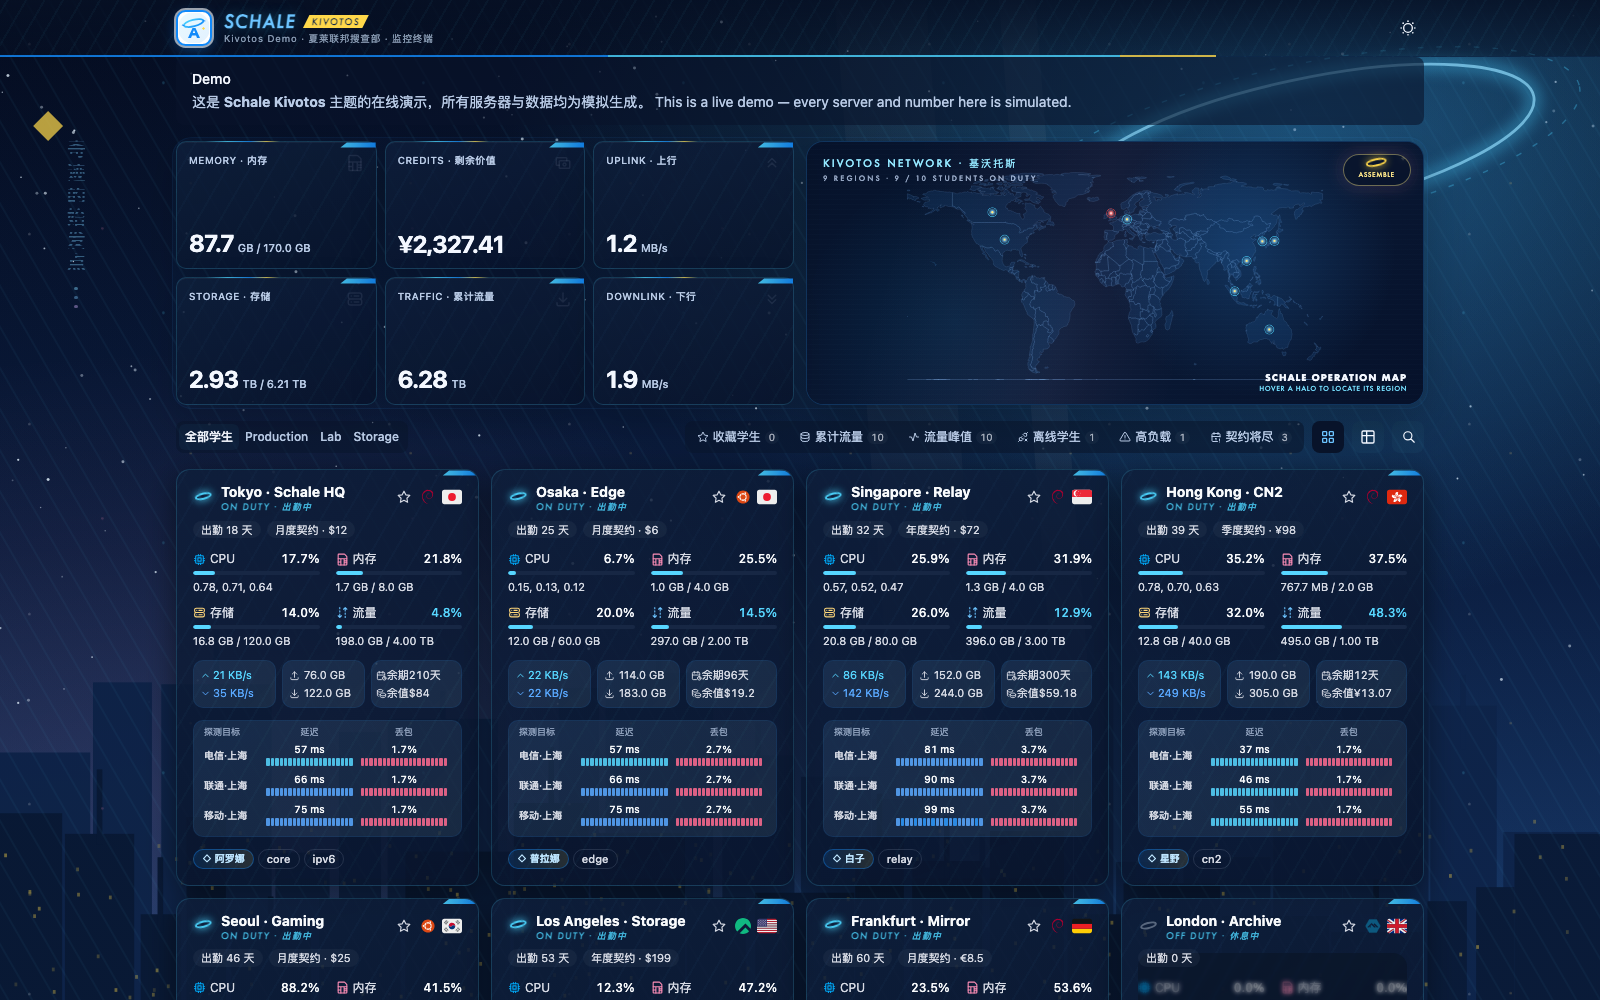 SCHALE KIVOTOS
Kivotos Demo · 夏莱联邦搜查部 · 监控终端
Demo
这是 Schale Kivotos 主题的在线演示，所有服务器与数据均为模拟生成。 This is a live demo — every server and number here is simulated.
MEMORY · 内存
87.7 GB / 170.0 GB
CREDITS · 剩余价值
¥2,327.41
UPLINK · 上行
1.2 MB/s
STORAGE · 存储
2.93 TB / 6.21 TB
TRAFFIC · 累计流量
6.28 TB
DOWNLINK · 下行
1.9 MB/s
KIVOTOS NETWORK · 基沃托斯
9 REGIONS · 9 / 10 STUDENTS ON DUTY
ASSEMBLE
SCHALE OPERATION MAP
HOVER A HALO TO LOCATE ITS REGION
全部学生 Production Lab Storage
收藏学生 0 累计流量 10 流量峰值 10 离线学生 1 高负载 1 契约将尽 3
Tokyo · Schale HQ
ON DUTY · 出勤中
出勤 18 天 月度契约 · $12
CPU 17.7% 内存 21.8%
0.78, 0.71, 0.64 1.7 GB / 8.0 GB
存储 14.0% 流量 4.8%
16.8 GB / 120.0 GB 198.0 GB / 4.00 TB
21 KB/s 76.0 GB 余期210天
35 KB/s 122.0 GB 余值$84
探测目标 延迟 丢包
电信·上海 57 ms 1.7%
联通·上海 66 ms 1.7%
移动·上海 75 ms 1.7%
阿罗娜 core ipv6
Osaka · Edge
ON DUTY · 出勤中
出勤 25 天 月度契约 · $6
CPU 6.7% 内存 25.5%
0.15, 0.13, 0.12 1.0 GB / 4.0 GB
存储 20.0% 流量 14.5%
12.0 GB / 60.0 GB 297.0 GB / 2.00 TB
22 KB/s 114.0 GB 余期96天
22 KB/s 183.0 GB 余值$19.2
探测目标 延迟 丢包
电信·上海 57 ms 2.7%
联通·上海 66 ms 2.7%
移动·上海 75 ms 2.7%
普拉娜 edge
Singapore · Relay
ON DUTY · 出勤中
出勤 32 天 年度契约 · $72
CPU 25.9% 内存 31.9%
0.57, 0.52, 0.47 1.3 GB / 4.0 GB
存储 26.0% 流量 12.9%
20.8 GB / 80.0 GB 396.0 GB / 3.00 TB
86 KB/s 152.0 GB 余期300天
142 KB/s 244.0 GB 余值$59.18
探测目标 延迟 丢包
电信·上海 81 ms 3.7%
联通·上海 90 ms 3.7%
移动·上海 99 ms 3.7%
白子 relay
Hong Kong · CN2
ON DUTY · 出勤中
出勤 39 天 季度契约 · ¥98
CPU 35.2% 内存 37.5%
0.78, 0.70, 0.63 767.7 MB / 2.0 GB
存储 32.0% 流量 48.3%
12.8 GB / 40.0 GB 495.0 GB / 1.00 TB
143 KB/s 190.0 GB 余期12天
249 KB/s 305.0 GB 余值¥13.07
探测目标 延迟 丢包
电信·上海 37 ms 1.7%
联通·上海 46 ms 1.7%
移动·上海 55 ms 1.7%
星野 cn2
Seoul · Gaming
ON DUTY · 出勤中
出勤 46 天 月度契约 · $25
CPU 88.2% 内存 41.5%
Los Angeles · Storage
ON DUTY · 出勤中
出勤 53 天 年度契约 · $199
CPU 12.3% 内存 47.2%
Frankfurt · Mirror
ON DUTY · 出勤中
出勤 60 天 月度契约 · €8.5
CPU 23.5% 内存 53.6%
London · Archive
OFF DUTY · 休息中
出勤 0 天
CPU 0.0% 内存 0.0%